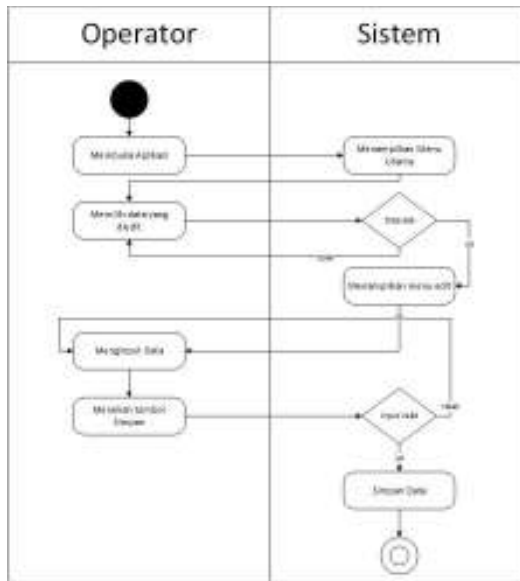 Operator
Sistem
Membuka Aplikasi
Menampilkan Menu
Utama
Memilih data yang
diedit
Menampilkan menu edit
Menginput Data
Menekan tombol
Simpan
Input Valid
Simpan Data